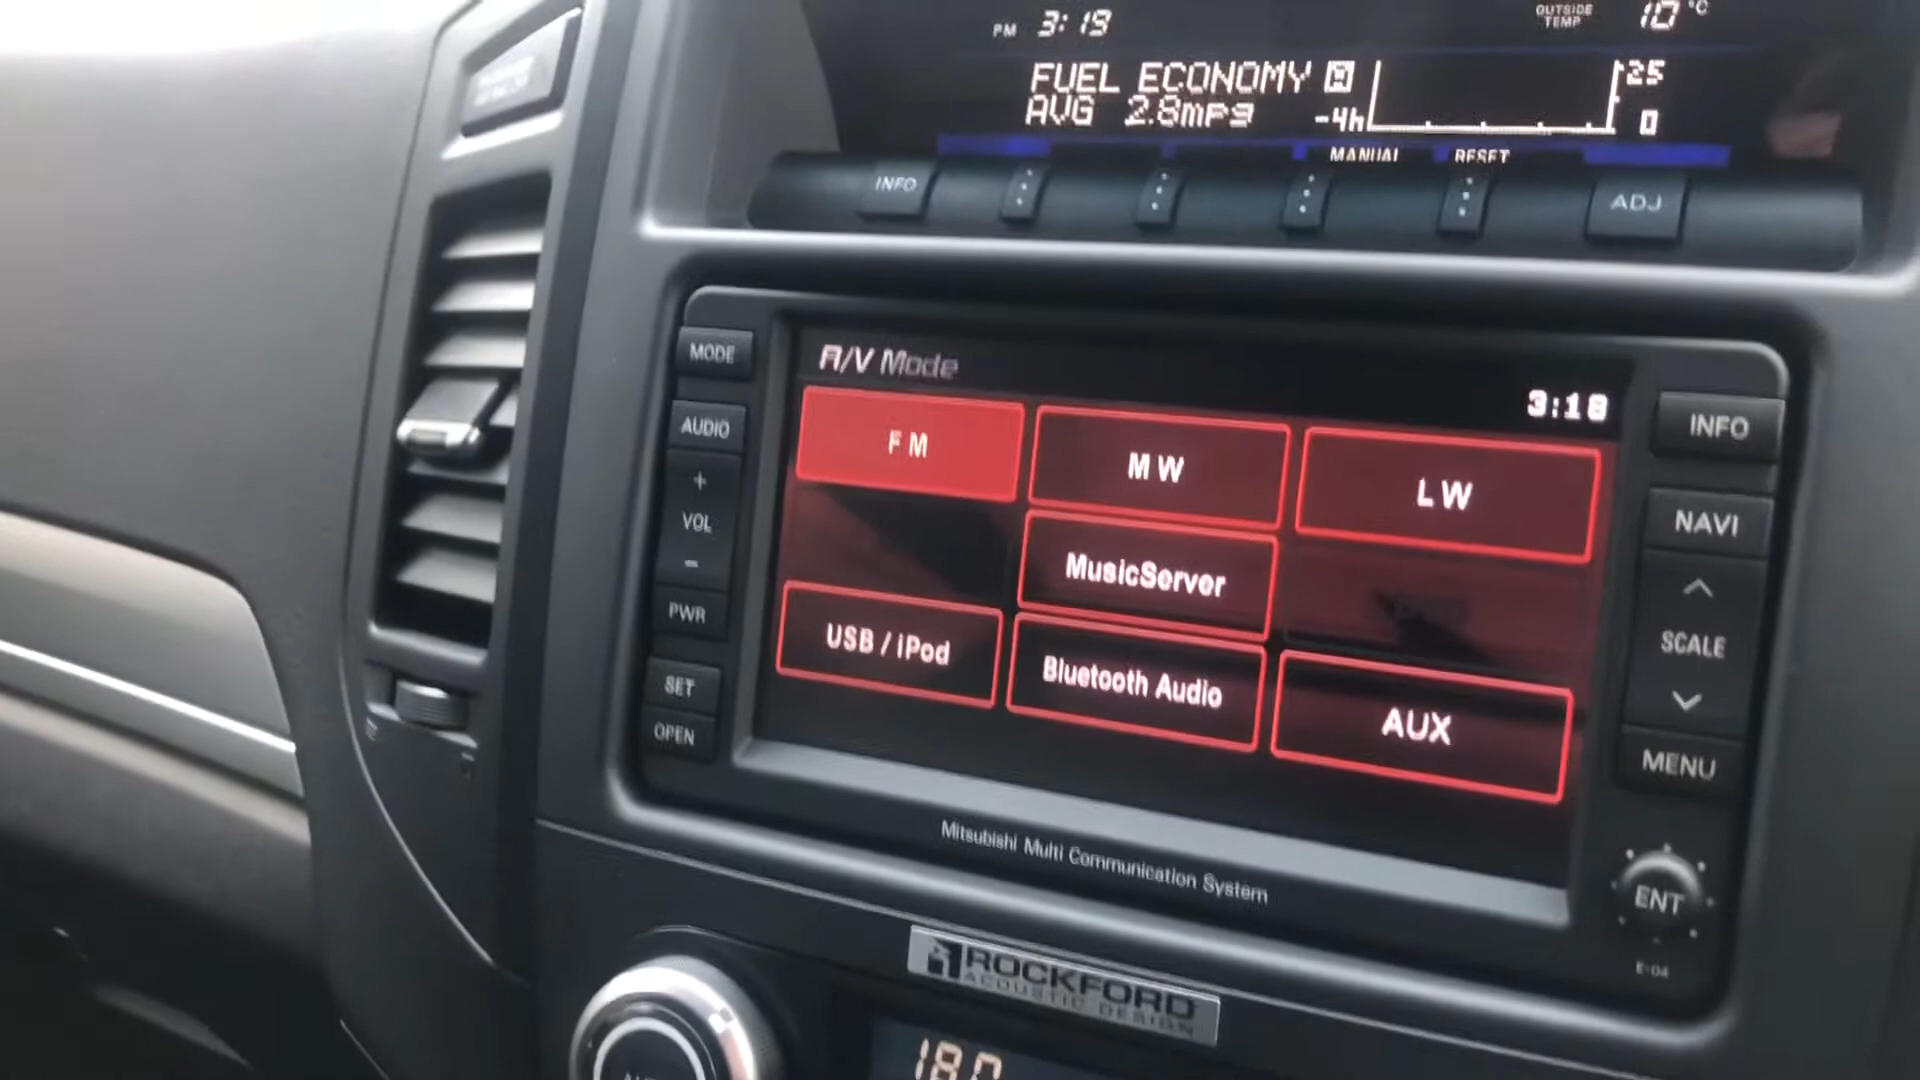 PM 3:19
OUTSIDE TEMP 10 °C
FUEL ECONOMY M
AVG 2.8mpg
25
-4h 0
MANUAL RESET
INFO ADJ
MODE
AUDIO
+
VOL
-
PWR
SET
OPEN
A/V Mode
3:18
FM MW LW
MusicServer
USB / iPod Bluetooth Audio AUX
INFO
NAVI
SCALE
MENU
ENT
E-04
Mitsubishi Multi Communication System
ROCKFORD
ACOUSTIC DESIGN
18.0